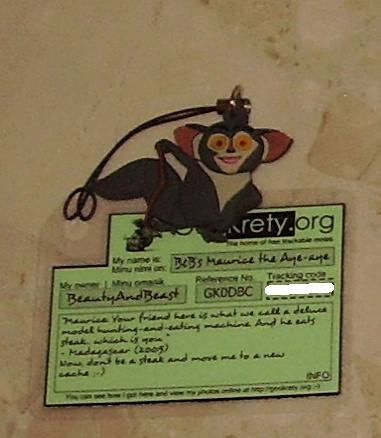 krety.org
The home of free trackable moles
My name is:
Minu nimi on:
B&B's Maurice the Aye-aye
My owner | Minu omanik
BeautyAndBeast
Reference No.
GK0DBC
Tracking code
"Maurice Your friend here is what we call a deluxe
model hunting-and-eating machine. And he eats
steak, which is you."
- Madagascar (2005)
Now don't be a steak and move me to a new
cache ;-)
INFO
You can see how I got here and view my photos online at http://geokrety.org :-)